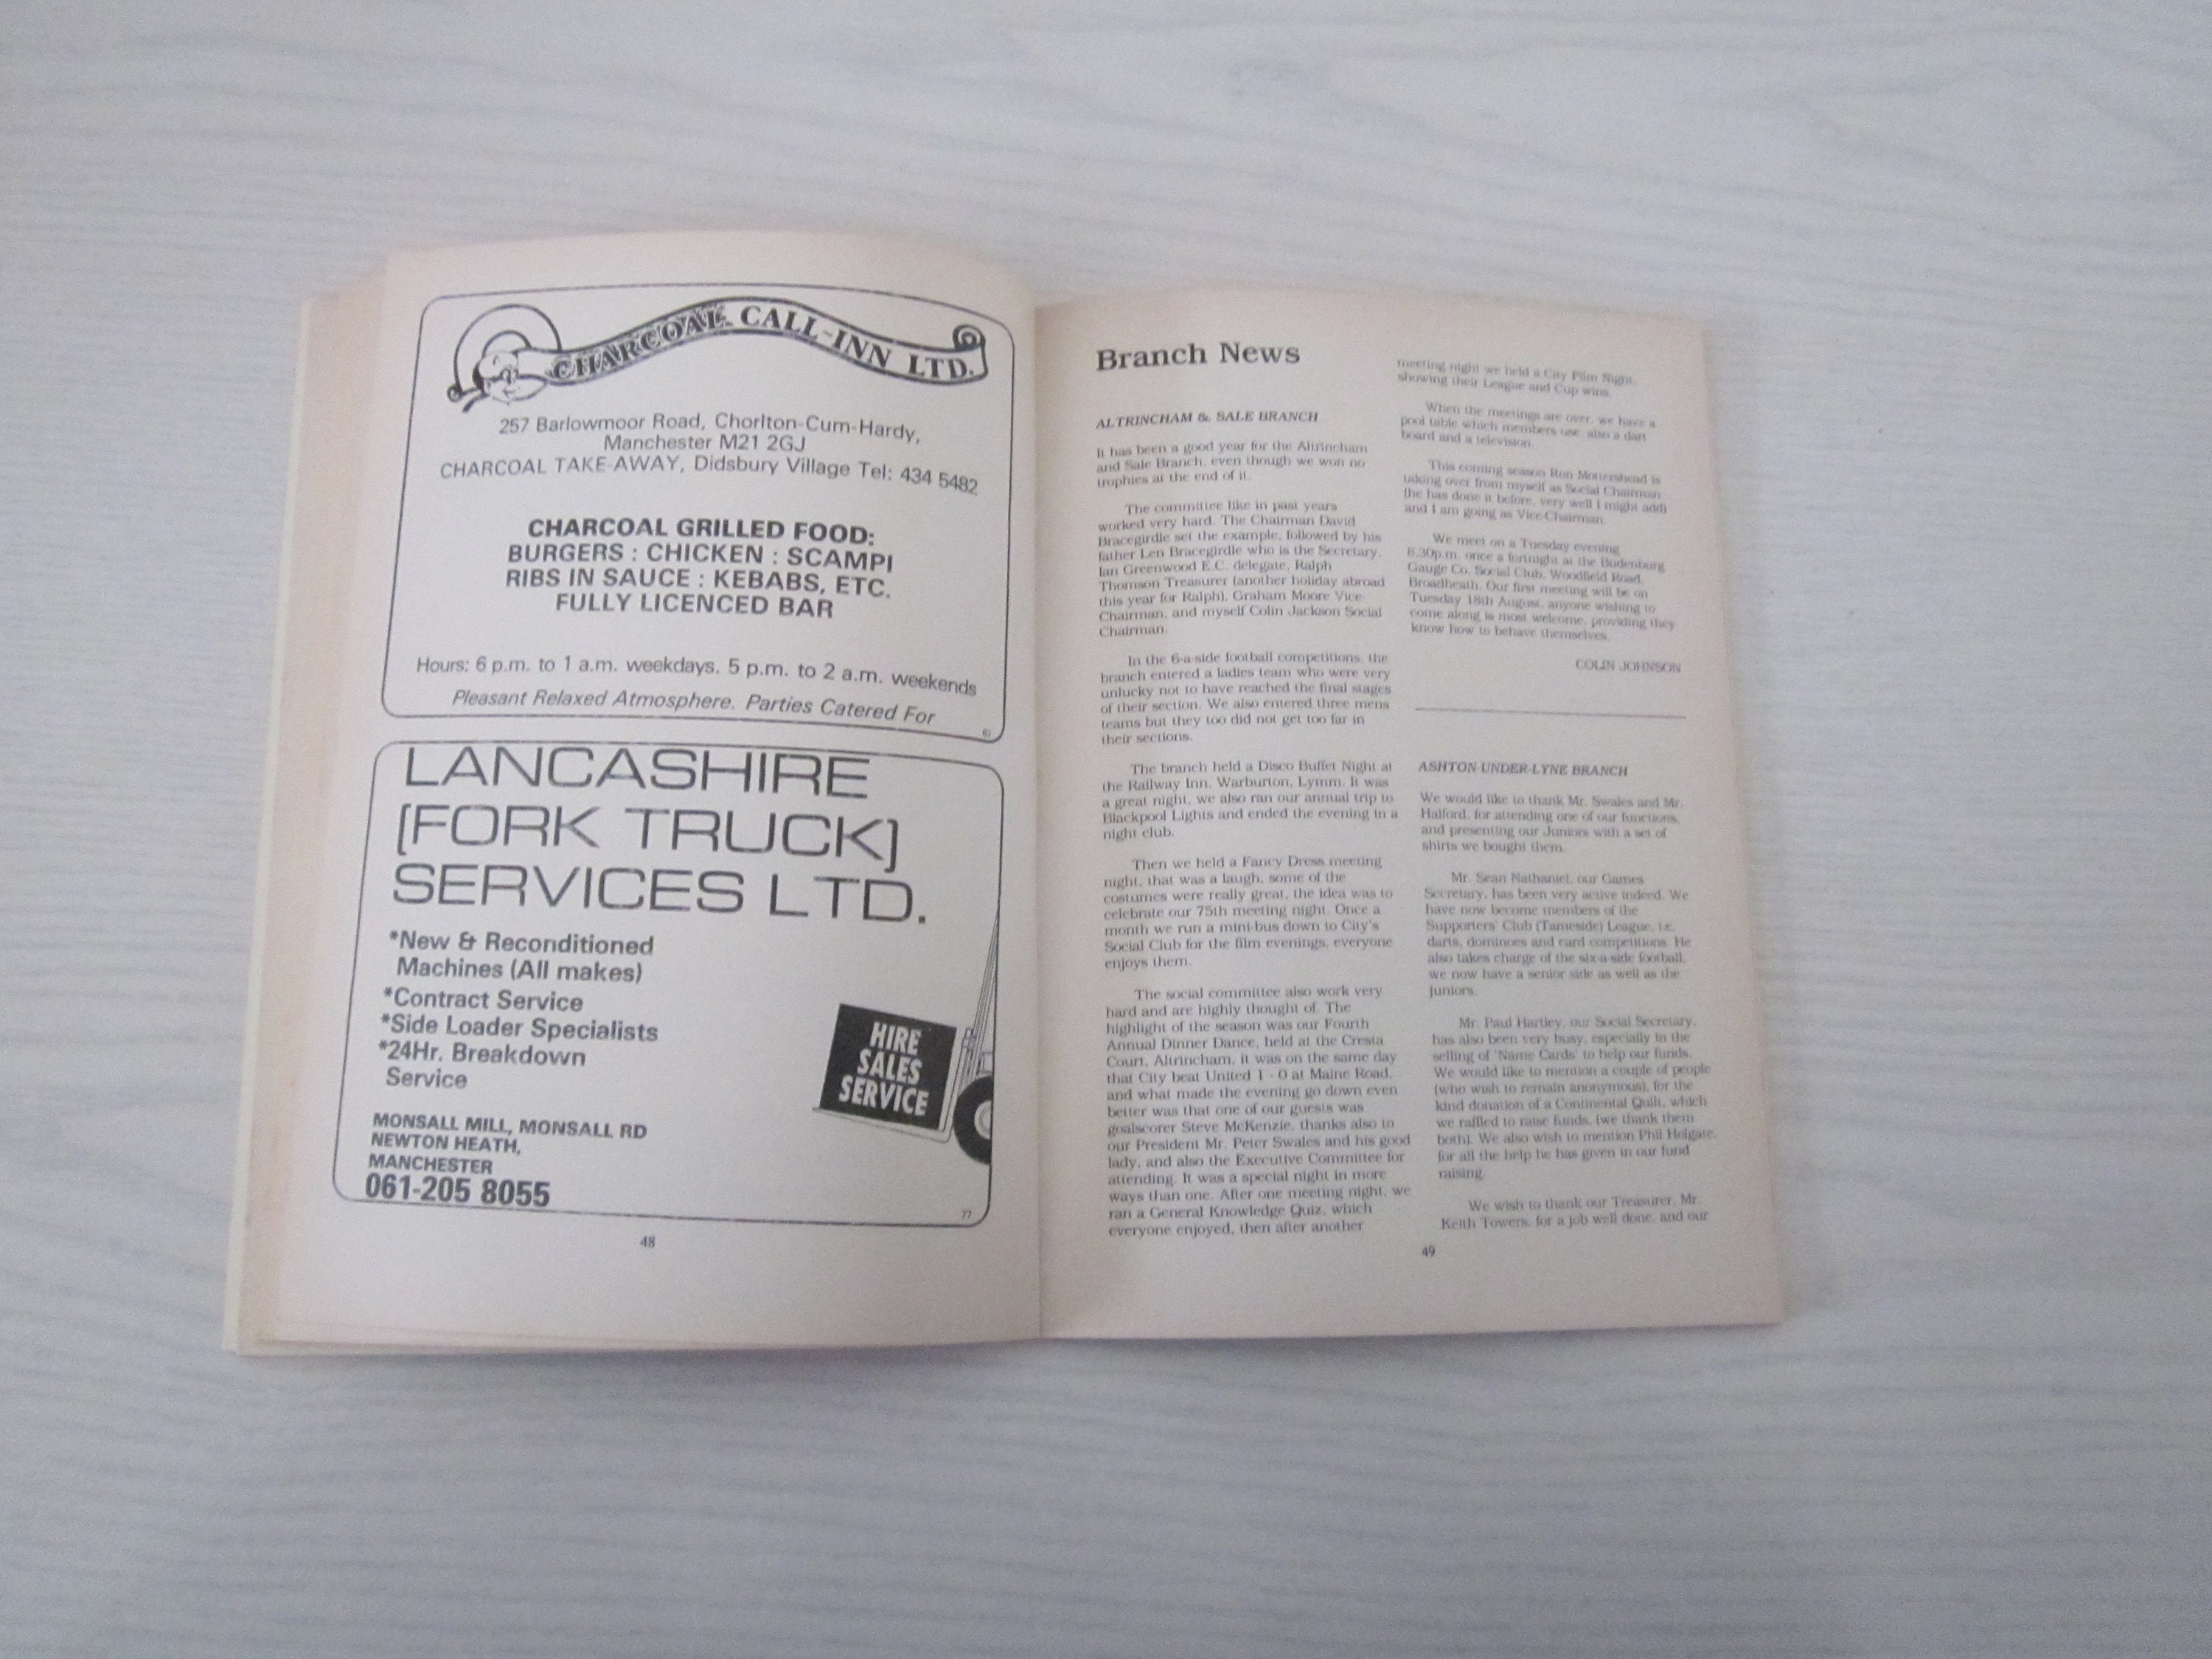 CHARCOAL CALL-INN LTD.
257 Barlowmoor Road, Chorlton-Cum-Hardy,
Manchester M21 2GJ
CHARCOAL TAKE-AWAY, Didsbury Village Tel: 434 5482
CHARCOAL GRILLED FOOD:
BURGERS : CHICKEN : SCAMPI
RIBS IN SAUCE : KEBABS, ETC.
FULLY LICENCED BAR
Hours: 6 p.m. to 1 a.m. weekdays. 5 p.m. to 2 a.m. weekends
Pleasant Relaxed Atmosphere. Parties Catered For
LANCASHIRE
[FORK TRUCK]
SERVICES LTD.
*New & Reconditioned
Machines (All makes)
*Contract Service
*Side Loader Specialists
*24Hr. Breakdown
Service
HIRE
SALES
SERVICE
MONSALL MILL, MONSALL RD
NEWTON HEATH,
MANCHESTER
061-205 8055
77
48
Branch News
ALTRINCHAM & SALE BRANCH
It has been a good year for the Altrincham
and Sale Branch, even though we won no
trophies at the end of it.
The committee like in past years
worked very hard. The Chairman David
Bracegirdle set the example, followed by his
father Len Bracegirdle who is the Secretary.
Ian Greenwood E.C. delegate, Ralph
Thomson Treasurer (another holiday abroad
this year for Ralph), Graham Moore Vice-
Chairman, and myself Colin Jackson Social
Chairman.
In the 6-a-side football competitions, the
branch entered a ladies team who were very
unlucky not to have reached the final stages
of their section. We also entered three mens
teams but they too did not get too far in
their sections.
The branch held a Disco Buffet Night at
the Railway Inn, Warburton, Lymm. It was
a great night, we also ran our annual trip to
Blackpool Lights and ended the evening in a
night club.
Then we held a Fancy Dress meeting
night, that was a laugh, some of the
costumes were really great, the idea was to
celebrate our 75th meeting night. Once a
month we run a mini-bus down to City's
Social Club for the film evenings, everyone
enjoys them.
The social committee also work very
hard and are highly thought of. The
highlight of the season was our Fourth
Annual Dinner Dance, held at the Cresta
Court, Altrincham, it was on the same day
that City beat United 1 - 0 at Maine Road,
and what made the evening go down even
better was that one of our guests was
goalscorer Steve McKenzie, thanks also to
our President Mr. Peter Swales and his good
lady, and also the Executive Committee for
attending. It was a special night in more
ways than one. After one meeting night, we
ran a General Knowledge Quiz, which
everyone enjoyed, then after another
meeting night we held a City Film Night,
showing their League and Cup wins.
When the meetings are over, we have a
pool table which members use, also a dart
board and a television.
This coming season Ron Mottershead is
taking over from myself as Social Chairman
(he has done it before, very well I might add)
and I am going as Vice-Chairman.
We meet on a Tuesday evening
8.30p.m. once a fortnight at the Budenburg
Gauge Co. Social Club, Woodfield Road,
Broadheath. Our first meeting will be on
Tuesday 18th August, anyone wishing to
come along is most welcome, providing they
know how to behave themselves.
COLIN JOHNSON
ASHTON-UNDER-LYNE BRANCH
We would like to thank Mr. Swales and Mr.
Halford, for attending one of our functions,
and presenting our Juniors with a set of
shirts we bought them.
Mr. Sean Nathaniel, our Games
Secretary, has been very active indeed. We
have now become members of the
Supporters' Club (Tameside) League, i.e.
darts, dominoes and card competitions. He
also takes charge of the six-a-side football,
we now have a senior side as well as the
juniors.
Mr. Paul Hartley, our Social Secretary,
has also been very busy, especially in the
selling of 'Name Cards' to help our funds.
We would like to mention a couple of people
(who wish to remain anonymous), for the
kind donation of a Continental Quilt, which
we raffled to raise funds, (we thank them
both). We also wish to mention Phil Holgate,
for all the help he has given in our fund
raising.
We wish to thank our Treasurer, Mr.
Keith Towers, for a job well done, and our
49